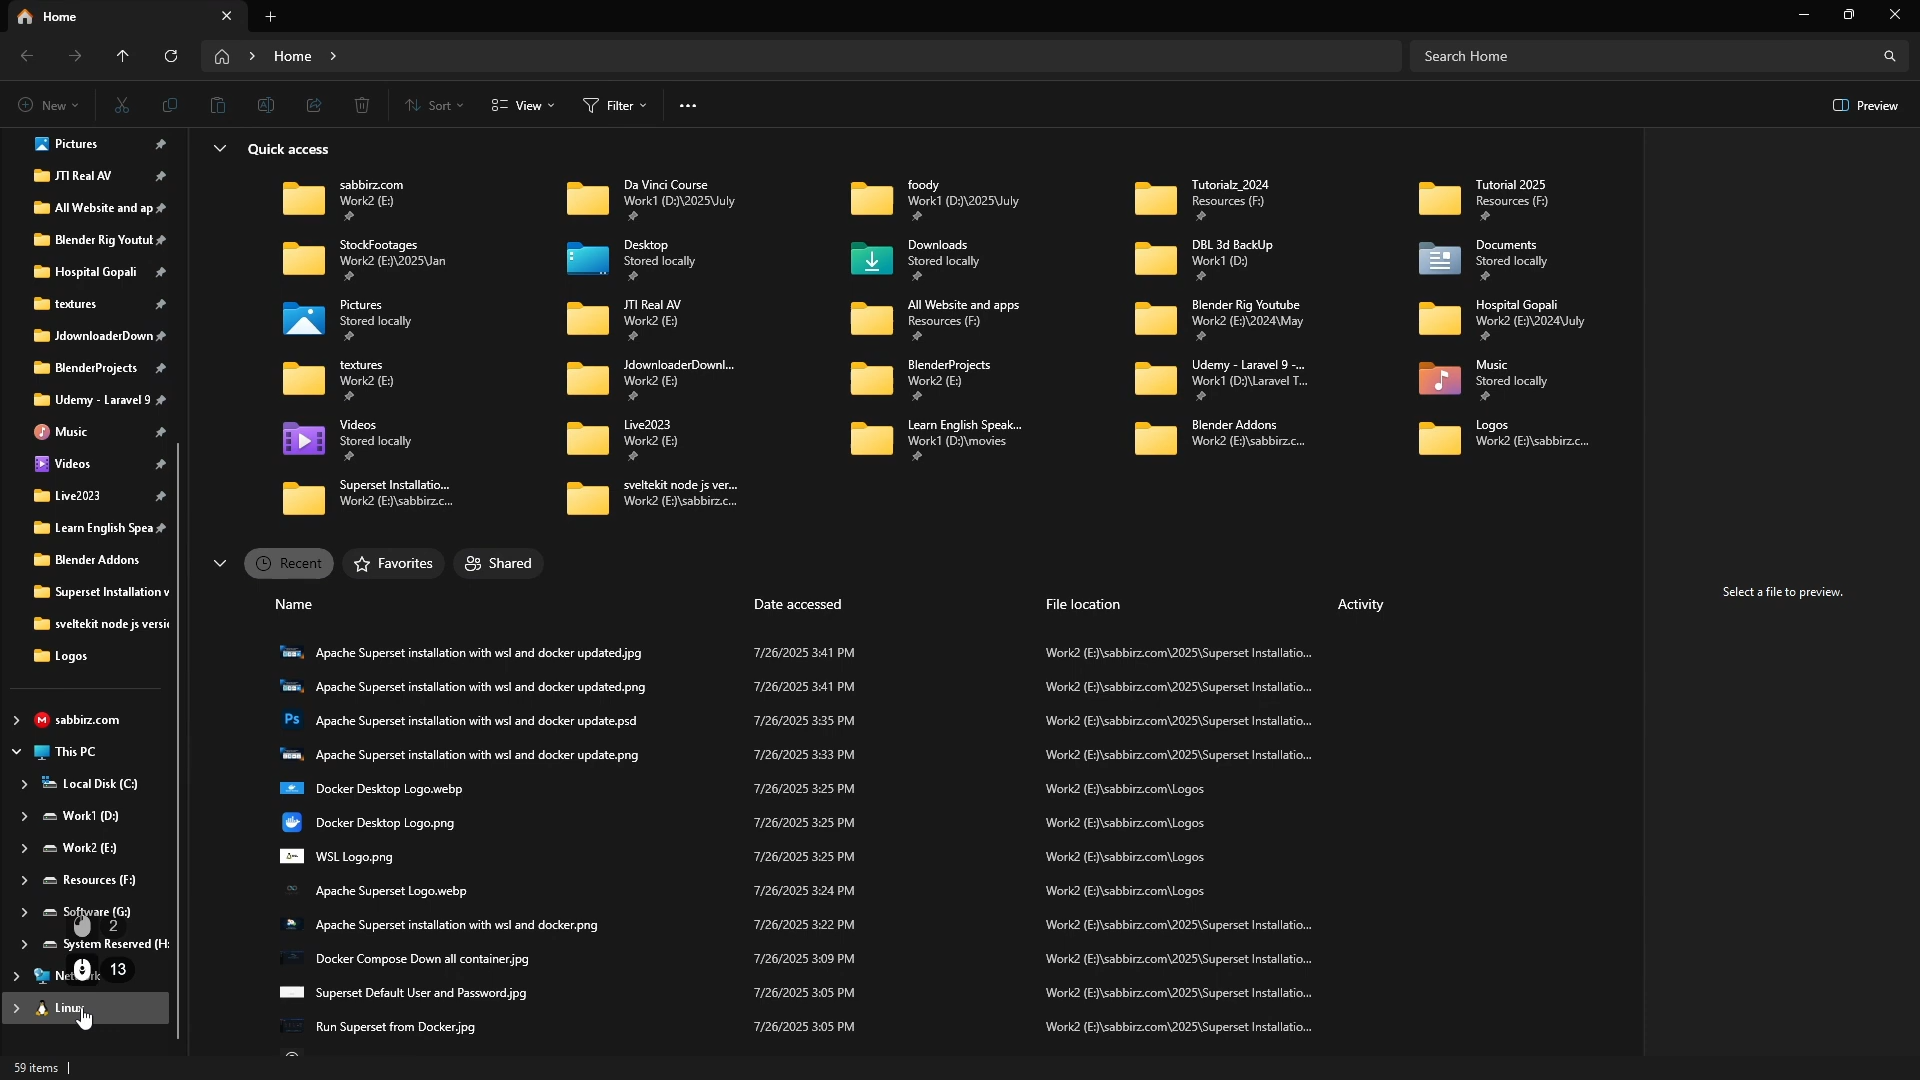 Home
Home
Search Home
New
Sort
View
Filter
Preview
Pictures
JTI Real AV
All Website and ap
Blender Rig Youtul
Hospital Gopali
textures
JdownloaderDown
BlenderProjects
Udemy - Laravel 9
Music
Videos
Live2023
Learn English Spea
Blender Addons
Superset Installation v
sveltekit node js versic
Logos
sabbirz.com
This PC
Local Disk (C:)
Work1 (D:)
Work2 (E:)
Resources (F:)
Software (G:)
2
System Reserved (H:
13
Linux
Quick access
sabbirz.com
Work2 (E:)
Da Vinci Course
Work1 (D:)\2025\July
foody
Work1 (D:)\2025\July
Tutorialz_2024
Resources (F:)
Tutorial 2025
Resources (F:)
StockFootages
Work2 (E:)\2025\Jan
Desktop
Stored locally
Downloads
Stored locally
DBL 3d BackUp
Work1 (D:)
Documents
Stored locally
Pictures
Stored locally
JTI Real AV
Work2 (E:)
All Website and apps
Resources (F:)
Blender Rig Youtube
Work2 (E:)\2024\May
Hospital Gopali
Work2 (E:)\2024\July
textures
Work2 (E:)
JdownloaderDownl...
Work2 (E:)
BlenderProjects
Work2 (E:)
Udemy - Laravel 9 -...
Work1 (D:)\Laravel T...
Music
Stored locally
Videos
Stored locally
Live2023
Work2 (E:)
Learn English Speak...
Work1 (D:)\movies
Blender Addons
Work2 (E:)\sabbirz.c...
Logos
Work2 (E:)\sabbirz.c...
Superset Installatio...
Work2 (E:)\sabbirz.c...
sveltekit node js ver...
Work2 (E:)\sabbirz.c...
Recent
Favorites
Shared
Name Date accessed File location Activity
Apache Superset installation with wsl and docker updated.jpg 7/26/2025 3:41 PM Work2 (E:)\sabbirz.com\2025\Superset Installatio...
Apache Superset installation with wsl and docker updated.png 7/26/2025 3:41 PM Work2 (E:)\sabbirz.com\2025\Superset Installatio...
Ps Apache Superset installation with wsl and docker update.psd 7/26/2025 3:35 PM Work2 (E:)\sabbirz.com\2025\Superset Installatio...
Apache Superset installation with wsl and docker update.png 7/26/2025 3:33 PM Work2 (E:)\sabbirz.com\2025\Superset Installatio...
Docker Desktop Logo.webp 7/26/2025 3:25 PM Work2 (E:)\sabbirz.com\Logos
Docker Desktop Logo.png 7/26/2025 3:25 PM Work2 (E:)\sabbirz.com\Logos
WSL Logo.png 7/26/2025 3:25 PM Work2 (E:)\sabbirz.com\Logos
Apache Superset Logo.webp 7/26/2025 3:24 PM Work2 (E:)\sabbirz.com\Logos
Apache Superset installation with wsl and docker.png 7/26/2025 3:22 PM Work2 (E:)\sabbirz.com\2025\Superset Installatio...
Docker Compose Down all container.jpg 7/26/2025 3:09 PM Work2 (E:)\sabbirz.com\2025\Superset Installatio...
Superset Default User and Password.jpg 7/26/2025 3:05 PM Work2 (E:)\sabbirz.com\2025\Superset Installatio...
Run Superset from Docker.jpg 7/26/2025 3:05 PM Work2 (E:)\sabbirz.com\2025\Superset Installatio...
Select a file to preview.
59 items